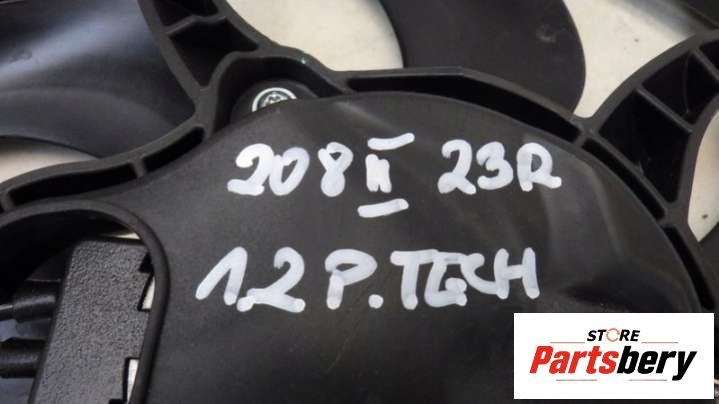 208 II 23R
1.2 P.TECH
STORE
Partsbery